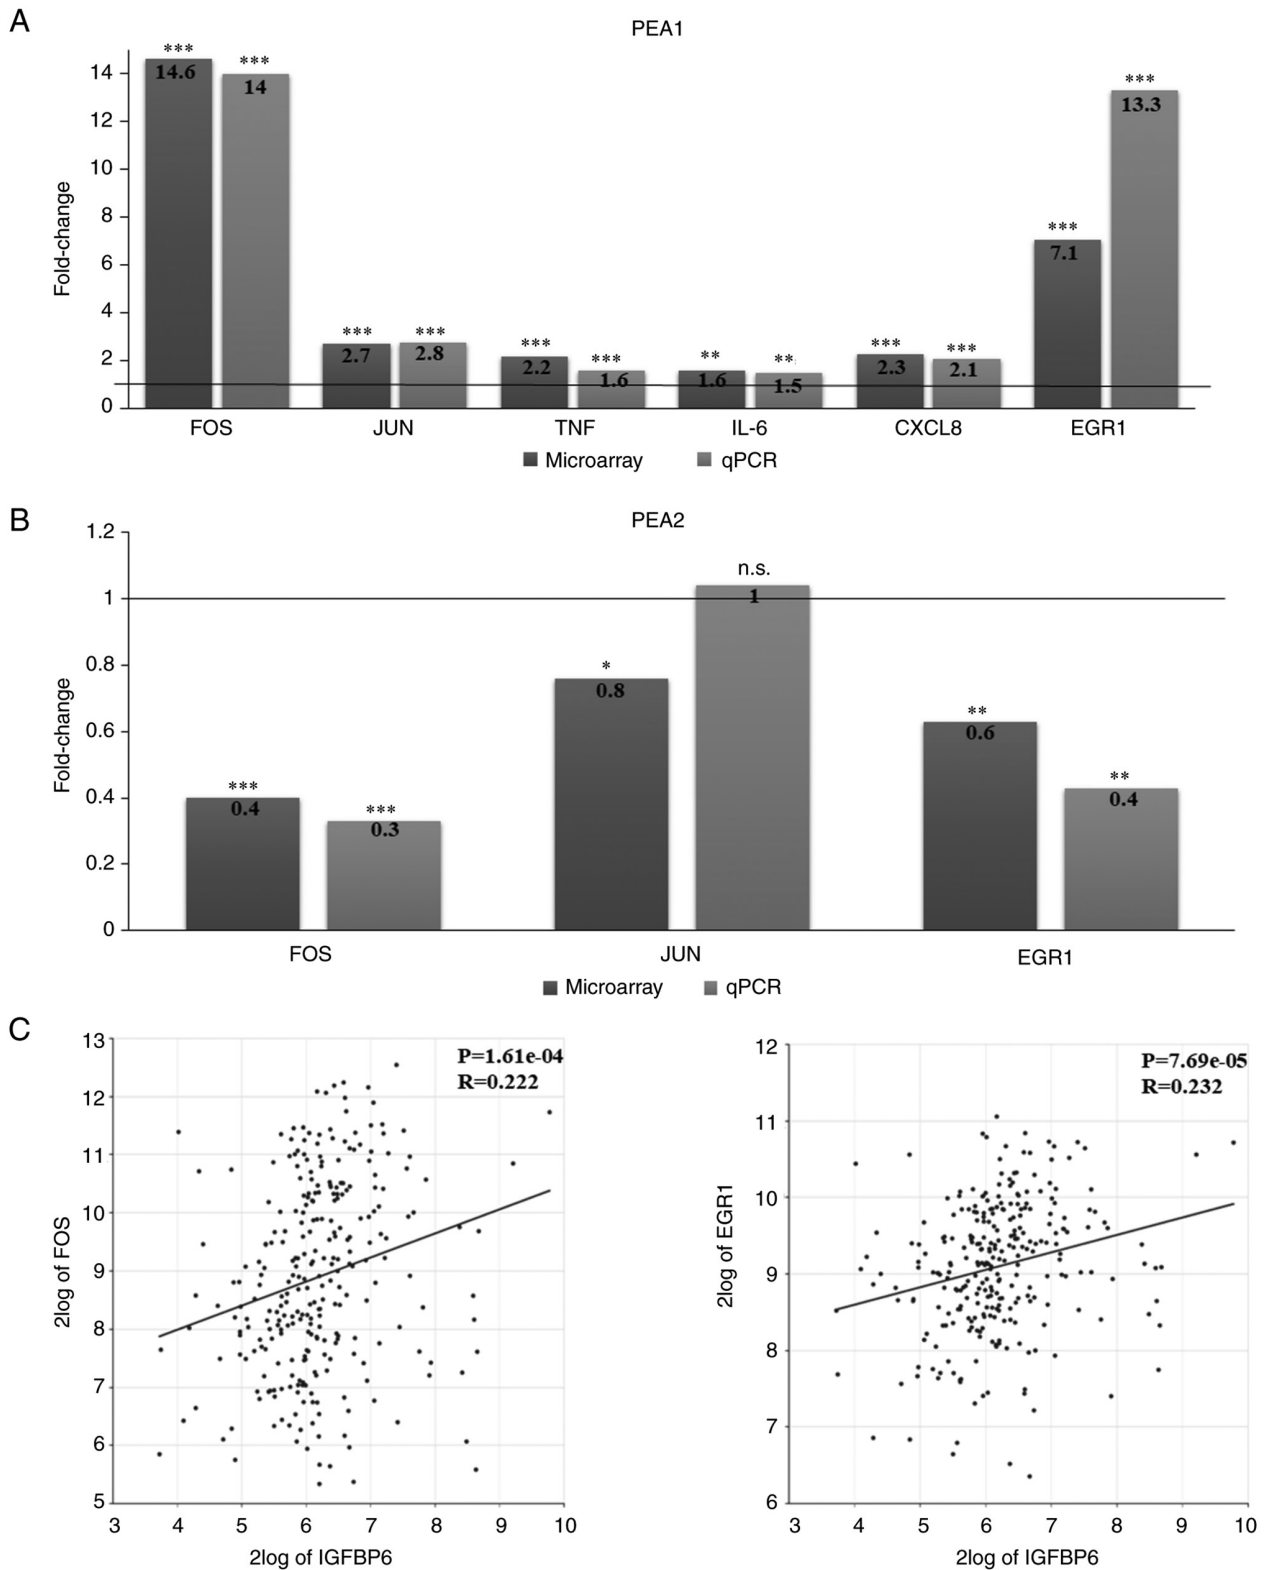 A
PEA1
Fold-change
14
12
10
8
6
4
2
0
*** 14.6
*** 14
*** 2.7
*** 2.8
*** 2.2
*** 1.6
** 1.6
** 1.5
*** 2.3
*** 2.1
*** 7.1
*** 13.3
FOS JUN TNF IL-6 CXCL8 EGR1
Microarray qPCR
B
PEA2
Fold-change
1.2
1
0.8
0.6
0.4
0.2
0
*** 0.4
*** 0.3
* 0.8
n.s. 1
** 0.6
** 0.4
FOS JUN EGR1
Microarray qPCR
C
2log of FOS
13
12
11
10
9
8
7
6
5
P=1.61e-04
R=0.222
3 4 5 6 7 8 9 10
2log of IGFBP6
2log of EGR1
12
11
10
9
8
7
6
P=7.69e-05
R=0.232
3 4 5 6 7 8 9 10
2log of IGFBP6